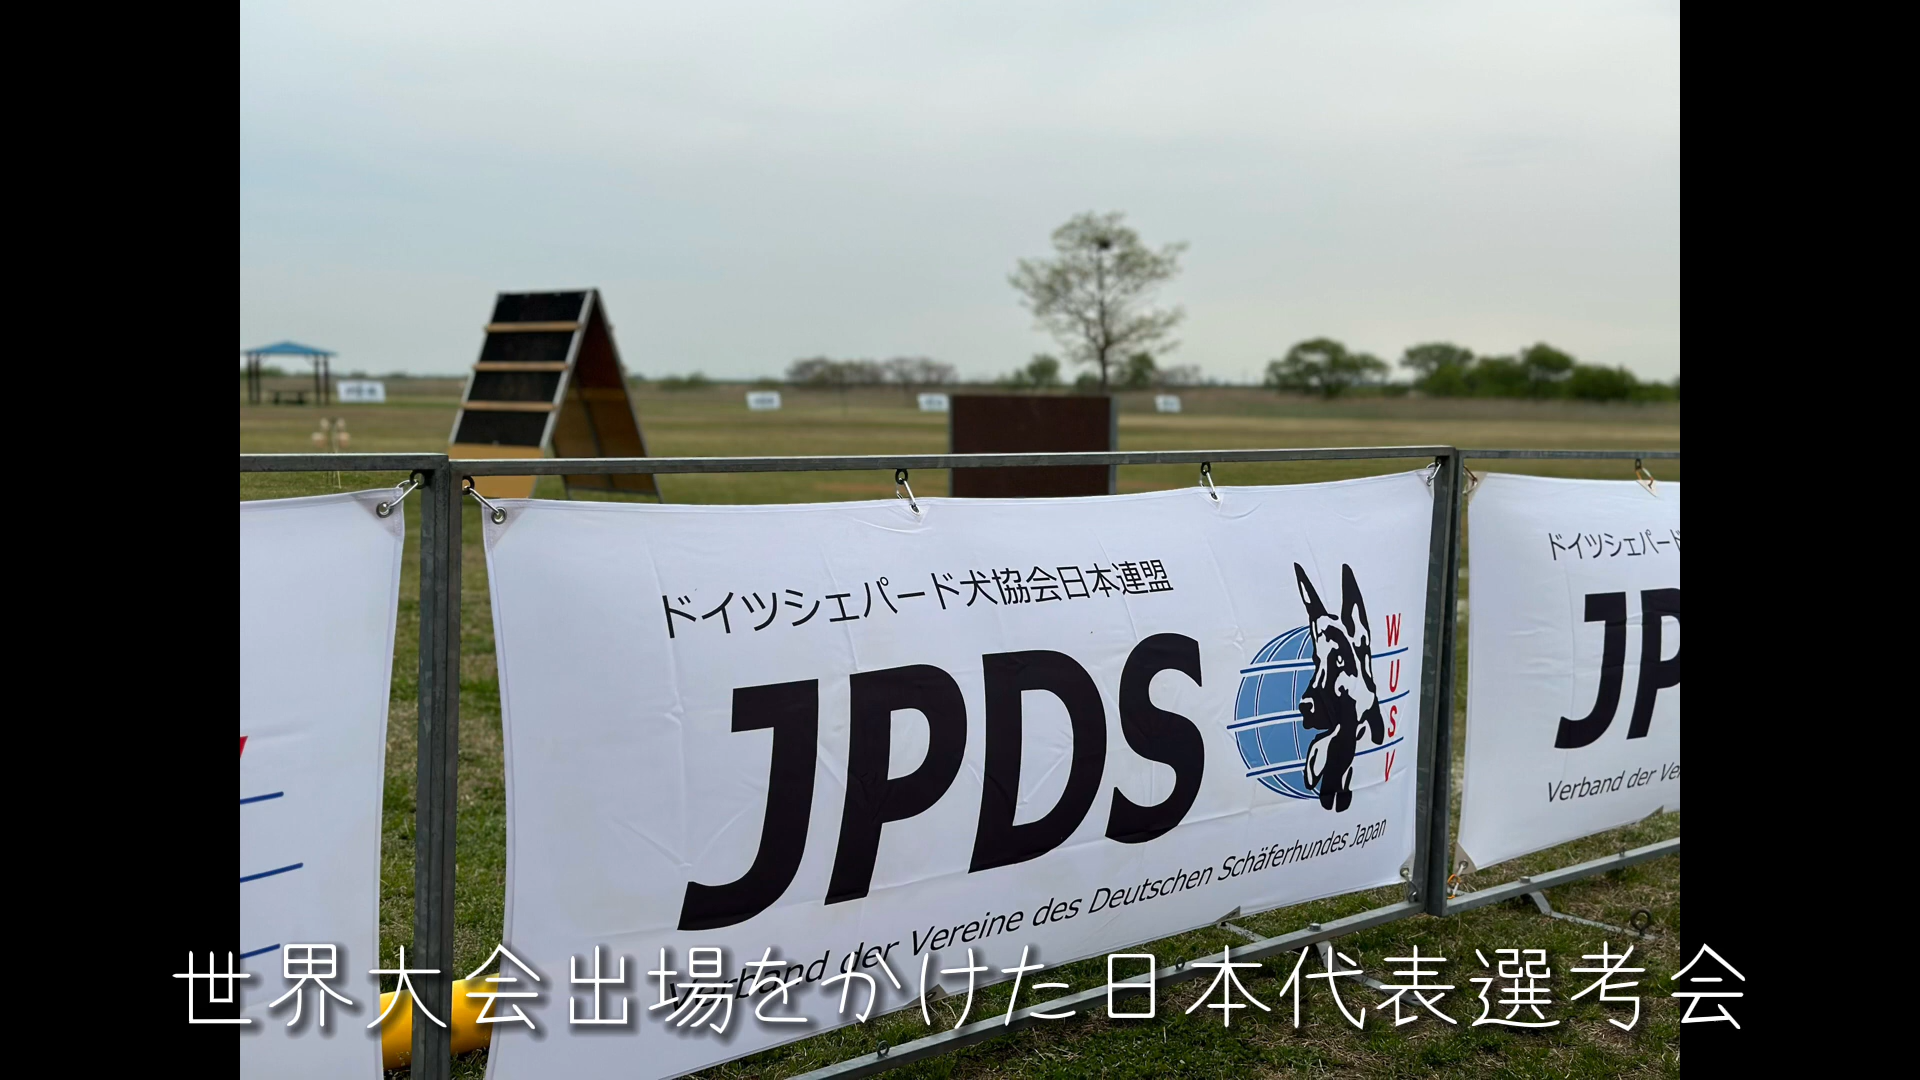 ドイツシェパード犬協会日本連盟
JPDS
WUSV
Verband der Vereine des Deutschen Schäferhundes Japan
ドイツシェパード
JP
Verband der Ve
世界大会出場をかけた日本代表選考会